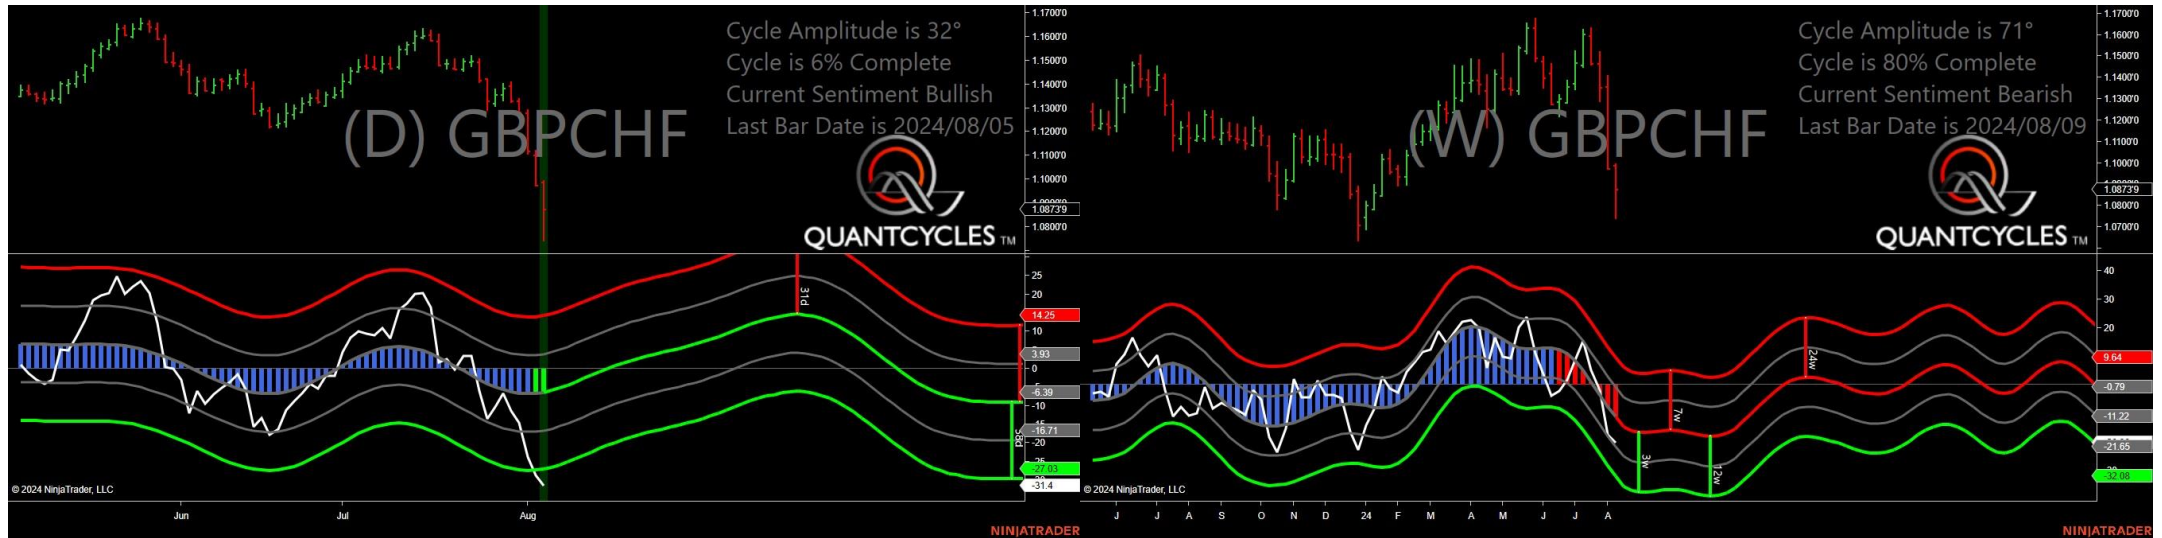 (D) GBPCHF
Cycle Amplitude is 32°
Cycle is 6% Complete
Current Sentiment Bullish
Last Bar Date is 2024/08/05
QUANTCYCLES TM
1.1700'0
1.1600'0
1.1500'0
1.1400'0
1.1300'0
1.1200'0
1.1100'0
1.1000'0
1.0873'9
1.0800'0
31d
25
20
14.25
10
3.93
0
-6.39
-10
-16.71
-20
-27.03
-31.4
© 2024 NinjaTrader, LLC
Jun Jul Aug
NINJATRADER
(W) GBPCHF
Cycle Amplitude is 71°
Cycle is 80% Complete
Current Sentiment Bearish
Last Bar Date is 2024/08/09
QUANTCYCLES TM
1.1700'0
1.1600'0
1.1500'0
1.1400'0
1.1300'0
1.1200'0
1.1100'0
1.1000'0
1.0873'9
1.0800'0
1.0700'0
3w
7w
12w
24w
40
30
20
9.64
-0.79
-11.22
-21.65
-32.08
© 2024 NinjaTrader, LLC
J J A S O N D 24 F M A M J J A
NINJATRADER